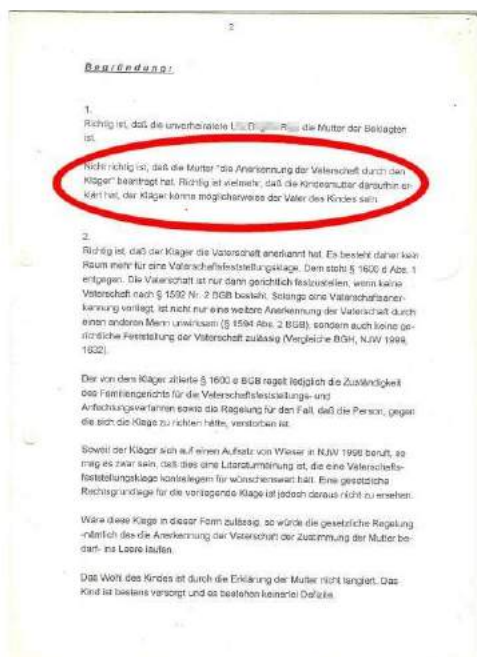 2
Begründung:
1.
Richtig ist, daß die unverheiratete die Mutter der Beklagten
ist.
Nicht richtig ist, daß die Mutter "die Anerkennung der Vaterschaft durch den
Kläger" beantragt hat. Richtig ist vielmehr, daß die Kindesmutter daraufhin er-
klärt hat, der Kläger könne möglicherweise der Vater des Kindes sein.
2.
Richtig ist, daß der Kläger die Vaterschaft anerkannt hat. Es besteht daher kein
Raum mehr für eine Vaterschaftsfeststellungsklage. Dem steht § 1600 d Abs. 1
entgegen. Die Vaterschaft ist nur dann gerichtlich festzustellen, wenn keine
Vaterschaft nach § 1592 Nr. 2 BGB besteht. Solange eine Vaterschaftsaner-
kennung vorliegt, ist nicht nur eine weitere Anerkennung der Vaterschaft durch
einen anderen Mann unwirksam (§ 1594 Abs. 2 BGB), sondern auch keine ge-
richtliche Feststellung der Vaterschaft zulässig (Vergleiche BGH, NJW 1999,
1632).
Der von dem Kläger zitierte § 1600 e BGB regelt lediglich die Zuständigkeit
des Familiengerichts für die Vaterschaftsfeststellungs- und
Anfechtungsverfahren sowie die Regelung für den Fall, daß die Person, gegen
die sich die Klage zu richten hätte, verstorben ist.
Soweit der Kläger sich auf einen Aufsatz von Wieser in NJW 1998 beruft, so
mag es zwar sein, daß dies eine Literaturmeinung ist, die eine Vaterschafts-
feststellungsklage für wünschenswert hält. Eine gesetzliche
Rechtsgrundlage für die vorliegende Klage ist jedoch daraus nicht zu ersehen.
Wäre diese Klage in dieser Form zulässig, so würde die gesetzliche Regelung
-nämlich das die Anerkennung der Vaterschaft der Zustimmung der Mutter be-
darf- ins Leere laufen.
Das Wohl des Kindes ist durch die Erklärung der Mutter nicht tangiert. Das
Kind ist bestens versorgt und es bestehen keinerlei Defizite.